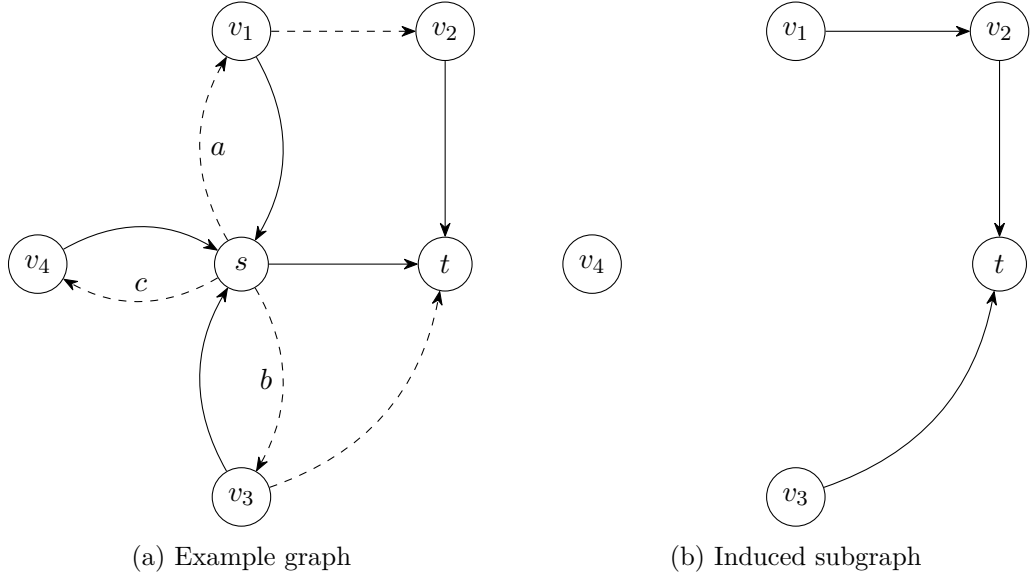 v₁
v₂
v₁
v₂
a
v₄
s
t
v₄
t
c
b
v₃
v₃
(a) Example graph
(b) Induced subgraph